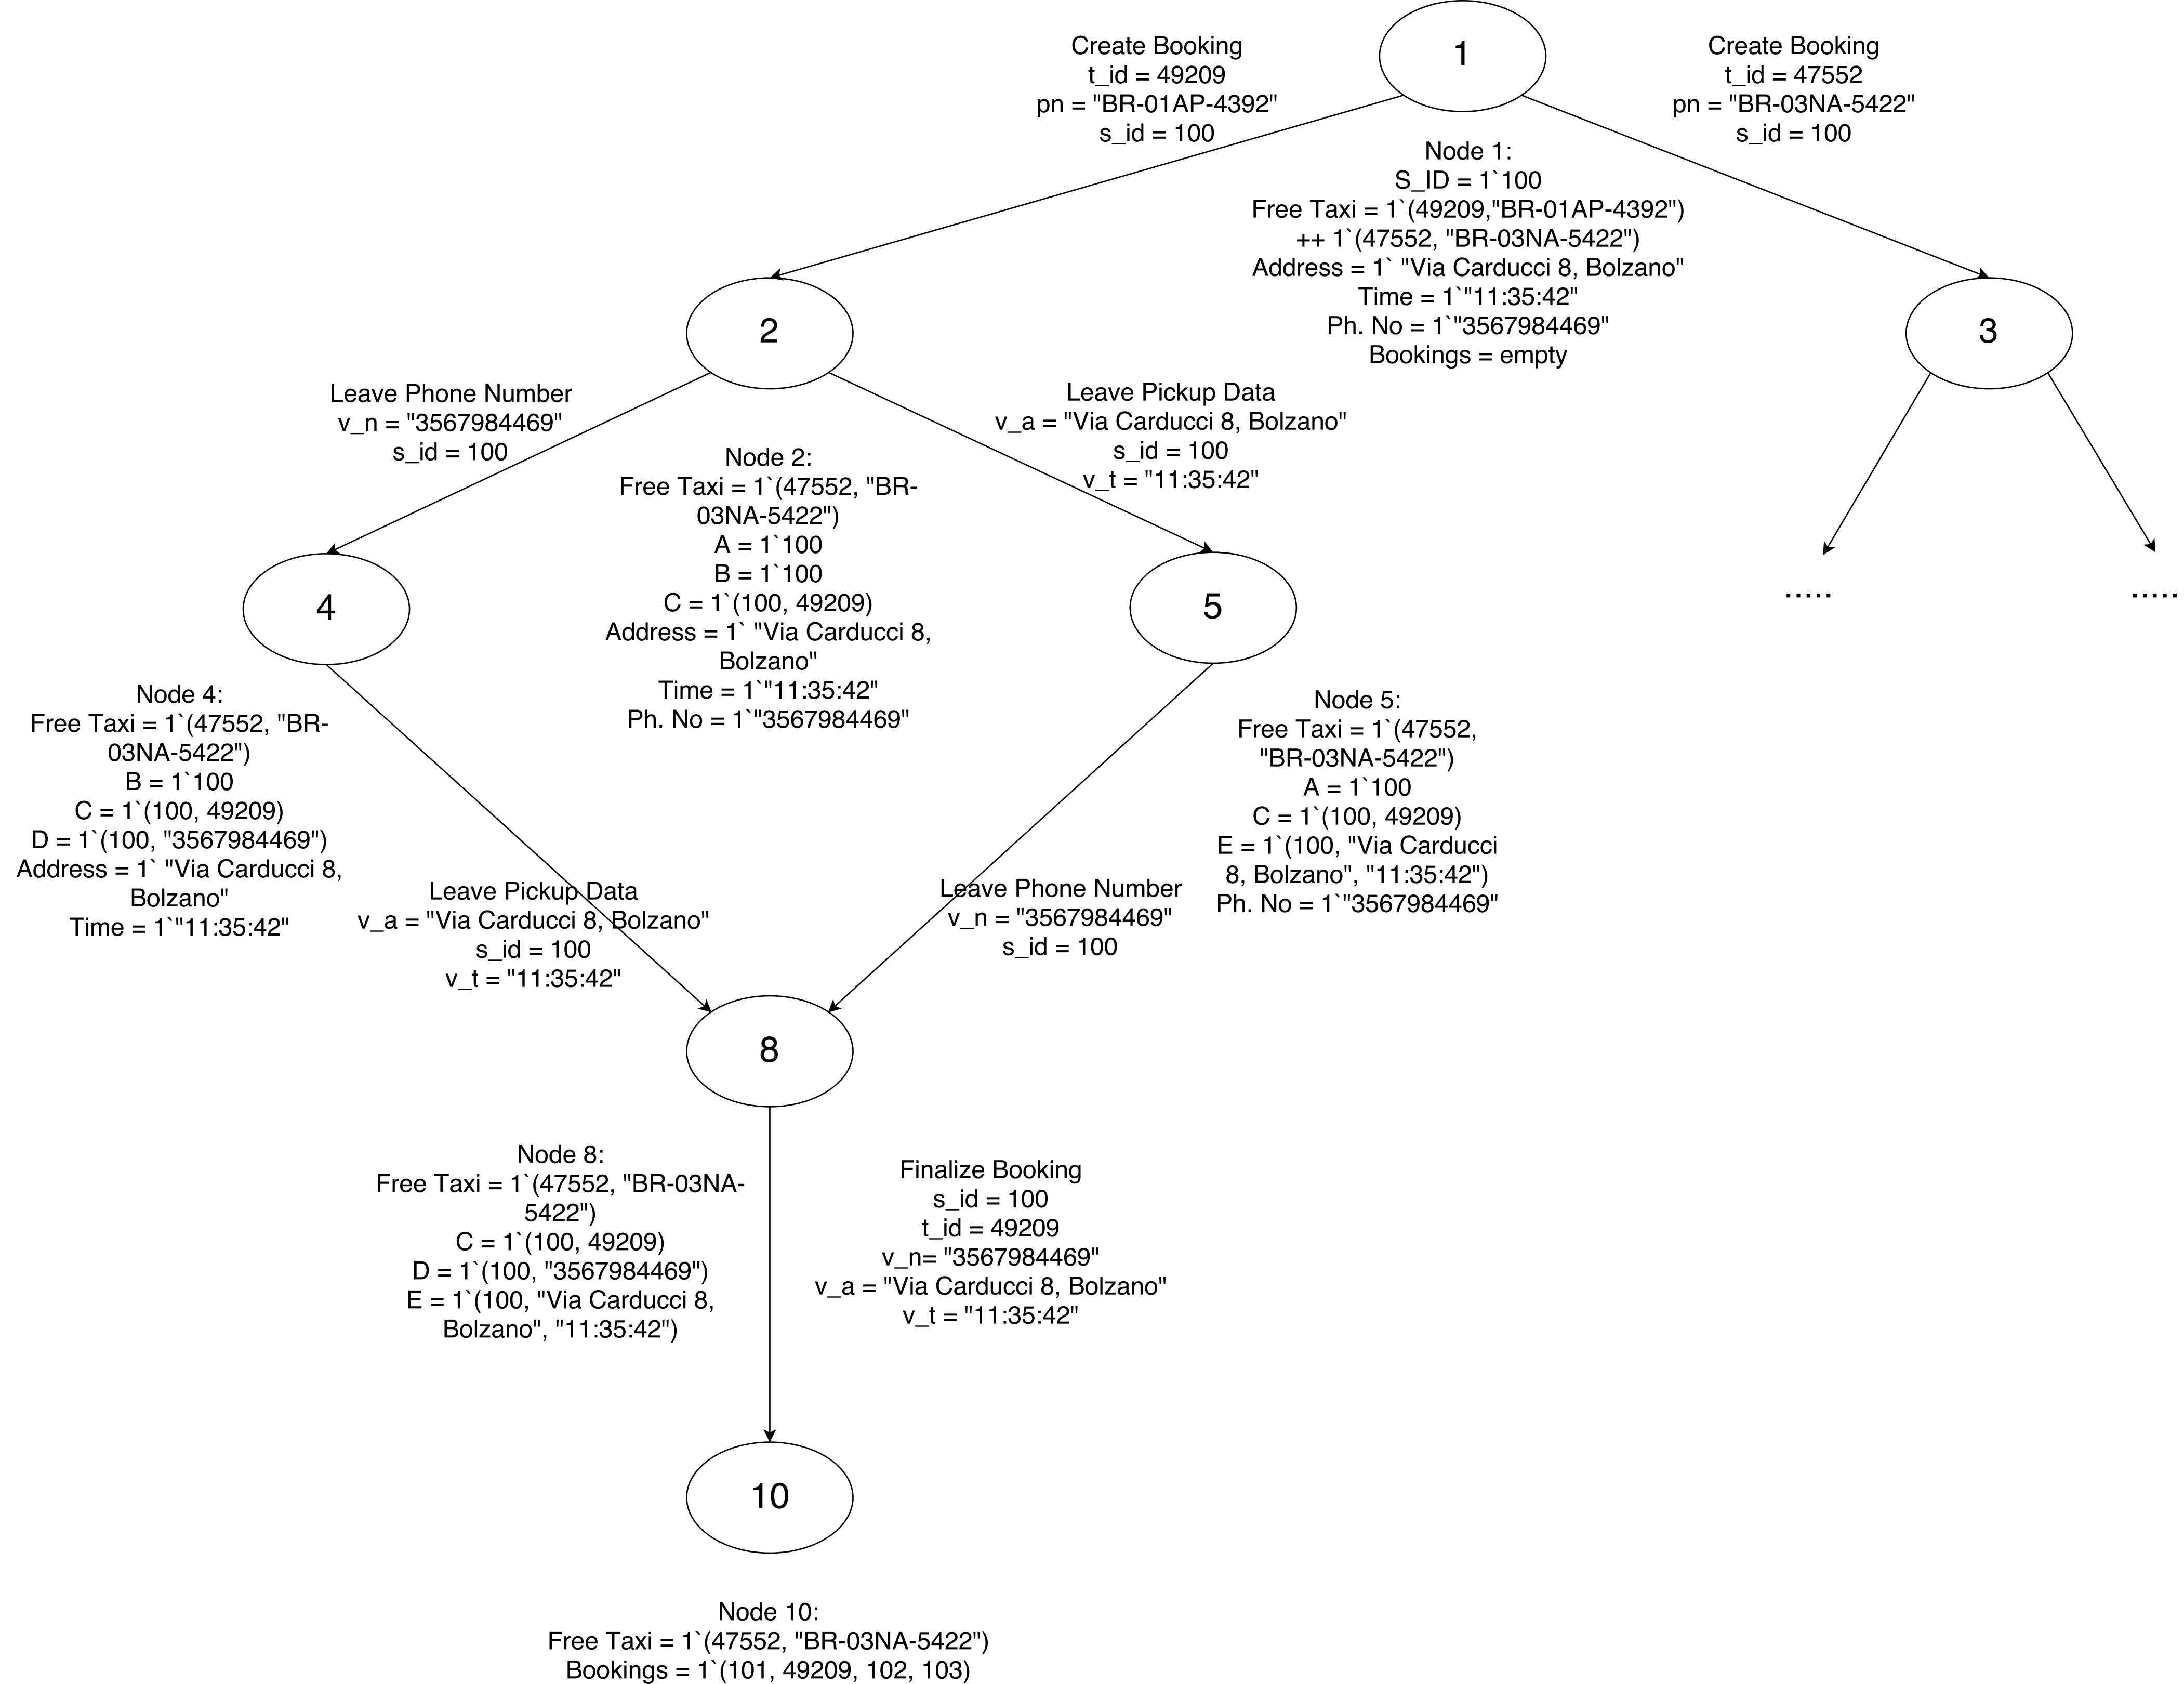 1
Create Booking
t_id = 49209
pn = "BR-01AP-4392"
s_id = 100
Create Booking
t_id = 47552
pn = "BR-03NA-5422"
s_id = 100
Node 1:
S_ID = 1`100
Free Taxi = 1`(49209,"BR-01AP-4392")
++ 1`(47552, "BR-03NA-5422")
Address = 1` "Via Carducci 8, Bolzano"
Time = 1`"11:35:42"
Ph. No = 1`"3567984469"
Bookings = empty
2
3
Leave Phone Number
v_n = "3567984469"
s_id = 100
Leave Pickup Data
v_a = "Via Carducci 8, Bolzano"
s_id = 100
v_t = "11:35:42"
Node 2:
Free Taxi = 1`(47552, "BR-
03NA-5422")
A = 1`100
B = 1`100
C = 1`(100, 49209)
Address = 1` "Via Carducci 8,
Bolzano"
Time = 1`"11:35:42"
Ph. No = 1`"3567984469"
4
5
.....
.....
Node 4:
Free Taxi = 1`(47552, "BR-
03NA-5422")
B = 1`100
C = 1`(100, 49209)
D = 1`(100, "3567984469")
Address = 1` "Via Carducci 8,
Bolzano"
Time = 1`"11:35:42"
Node 5:
Free Taxi = 1`(47552,
"BR-03NA-5422")
A = 1`100
C = 1`(100, 49209)
E = 1`(100, "Via Carducci
8, Bolzano", "11:35:42")
Ph. No = 1`"3567984469"
Leave Pickup Data
v_a = "Via Carducci 8, Bolzano"
s_id = 100
v_t = "11:35:42"
Leave Phone Number
v_n = "3567984469"
s_id = 100
8
Node 8:
Free Taxi = 1`(47552, "BR-03NA-
5422")
C = 1`(100, 49209)
D = 1`(100, "3567984469")
E = 1`(100, "Via Carducci 8,
Bolzano", "11:35:42")
Finalize Booking
s_id = 100
t_id = 49209
v_n= "3567984469"
v_a = "Via Carducci 8, Bolzano"
v_t = "11:35:42"
10
Node 10:
Free Taxi = 1`(47552, "BR-03NA-5422")
Bookings = 1`(101, 49209, 102, 103)